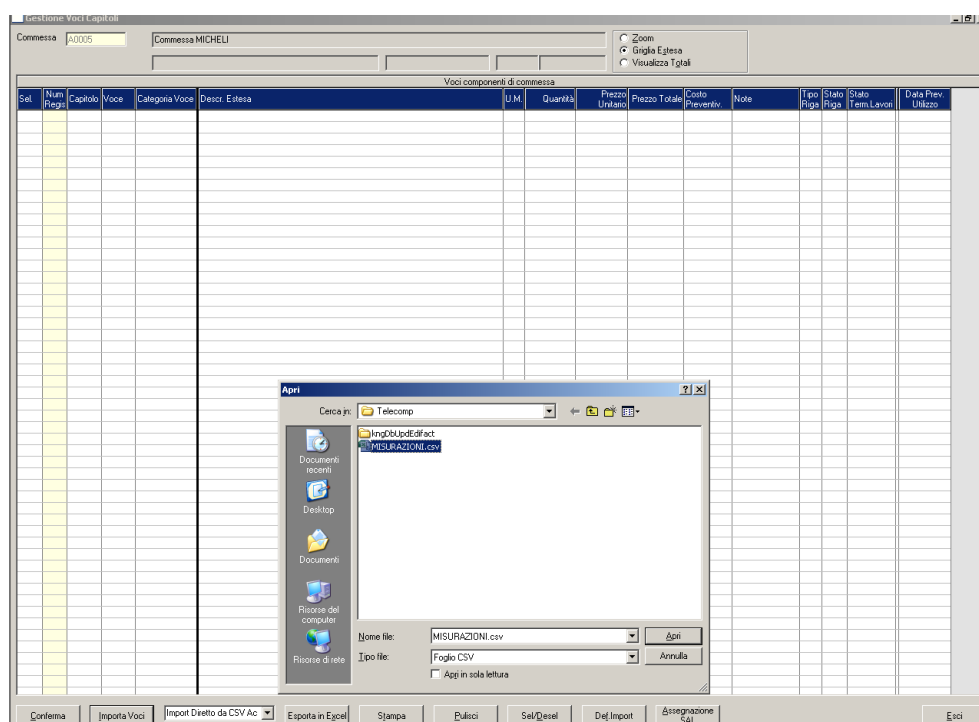 Gestione Voci Capitoli
Commessa A0005 Commessa MICHELI
Zoom
Griglia Estesa
Visualizza Totali
Voci componenti di commessa
Sel. Num Regis Capitolo Voce Categoria Voce Descr. Estesa U.M. Quantità Prezzo Unitario Prezzo Totale Costo Preventiv. Note Tipo Riga Stato Riga Stato Term.Lavori Data Prev. Utilizzo
Apri
Cerca in: Telecomp
kngDbUpdEdifact
MISURAZIONI.csv
Documenti recenti
Desktop
Documenti
Risorse del computer
Risorse di rete
Nome file: MISURAZIONI.csv Apri
Tipo file: Foglio CSV Annulla
Apri in sola lettura
Conferma Importa Voci Import Diretto da CSV Ac Esporta in Excel Stampa Pulisci Sel/Desel Def.Import Assegnazione SAL Esci